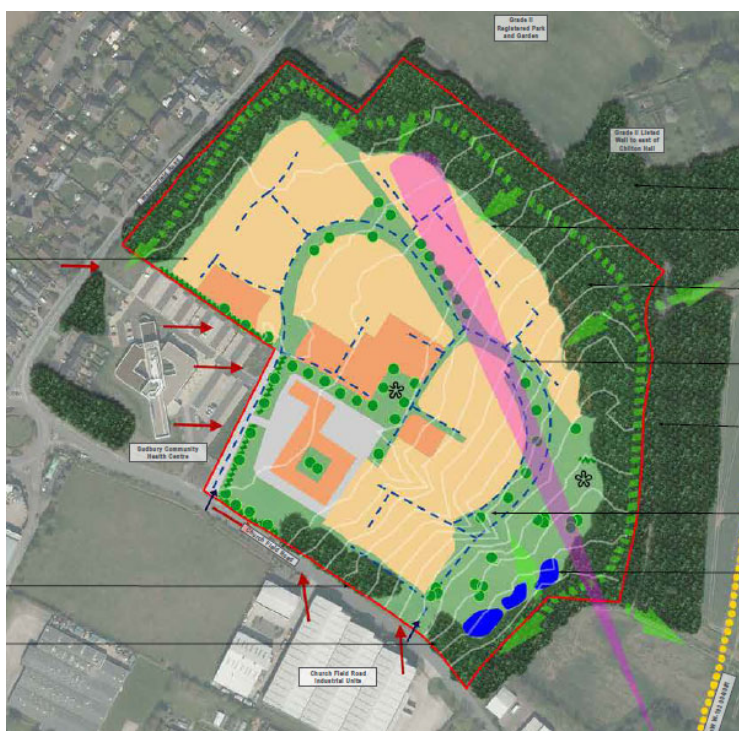 Grade II
Registered Park
and Garden
Grade II Listed
Wall to east of
Chilton Hall
Sudbury Community
Health Centre
Church Field Road
Church Field Road
Industrial Units